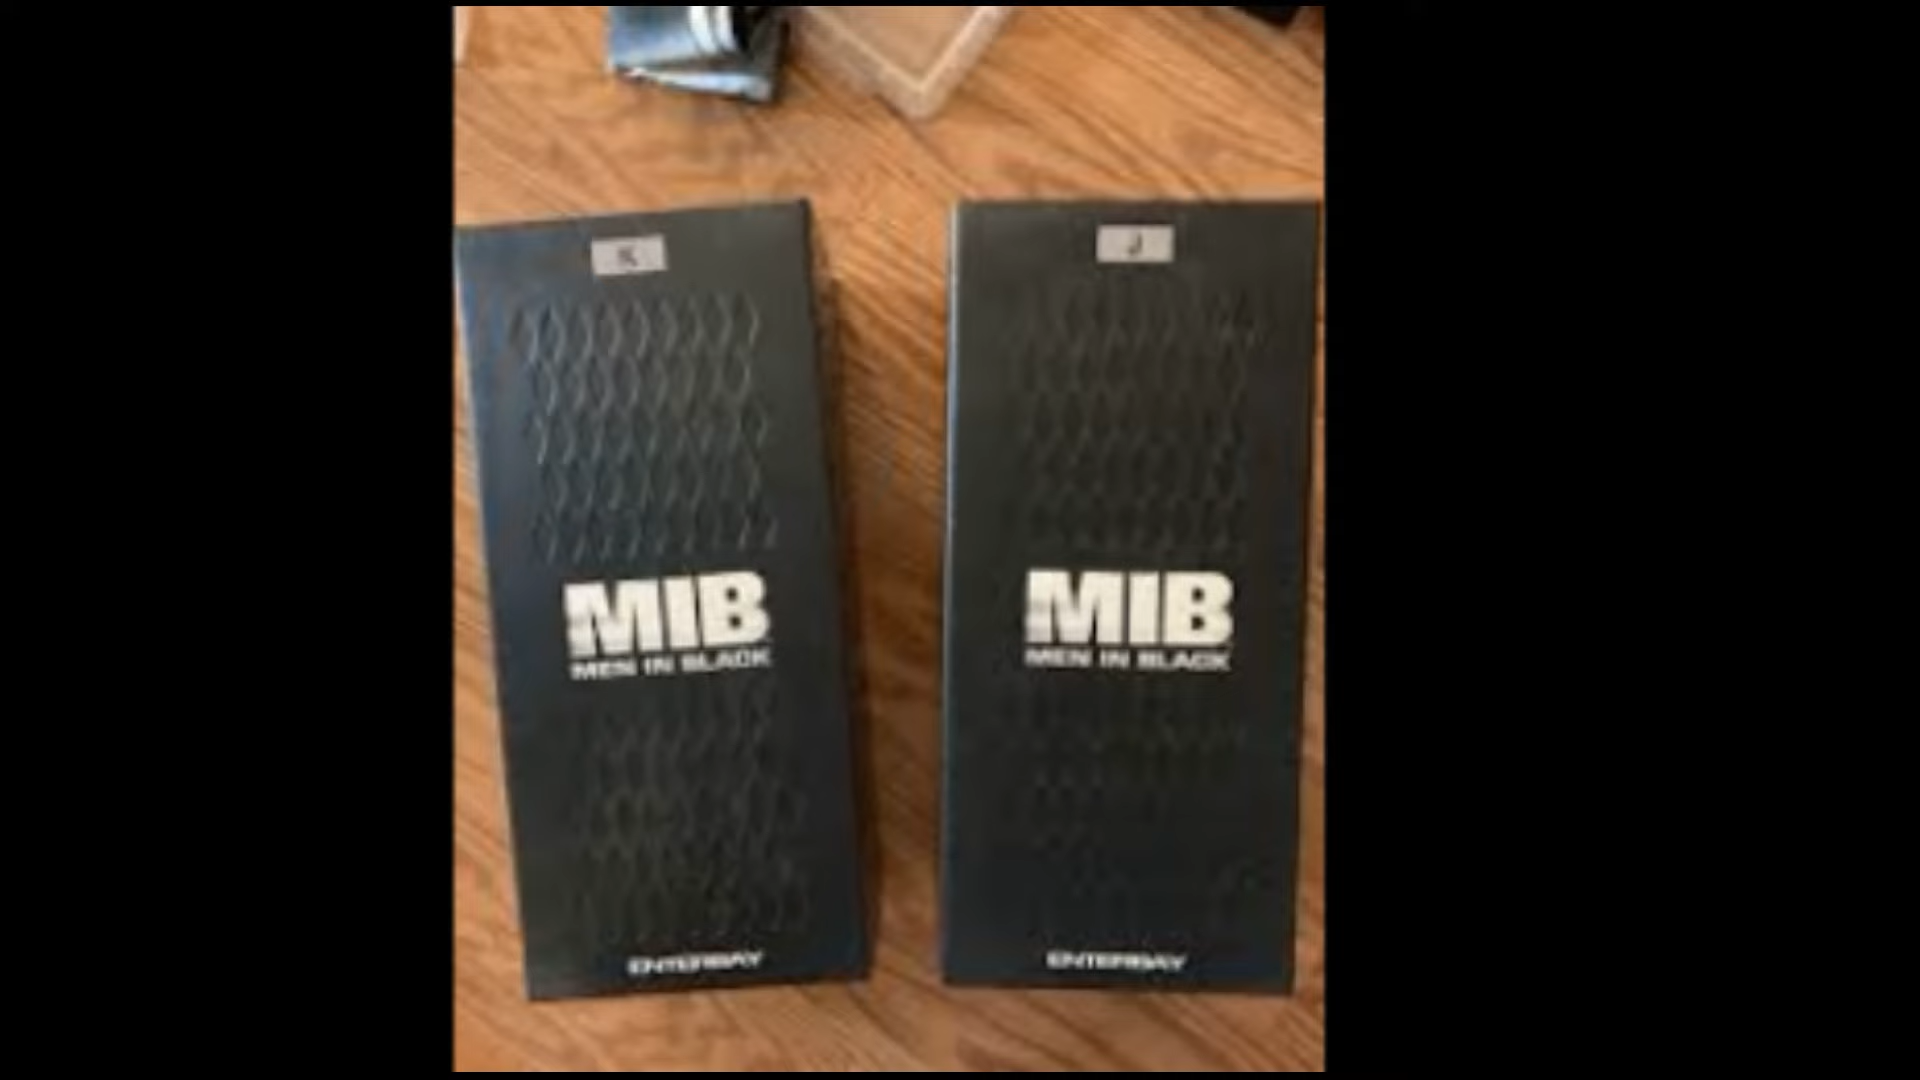 K
J
MIB
MEN IN BLACK
MIB
MEN IN BLACK
ENTERBAY
ENTERBAY